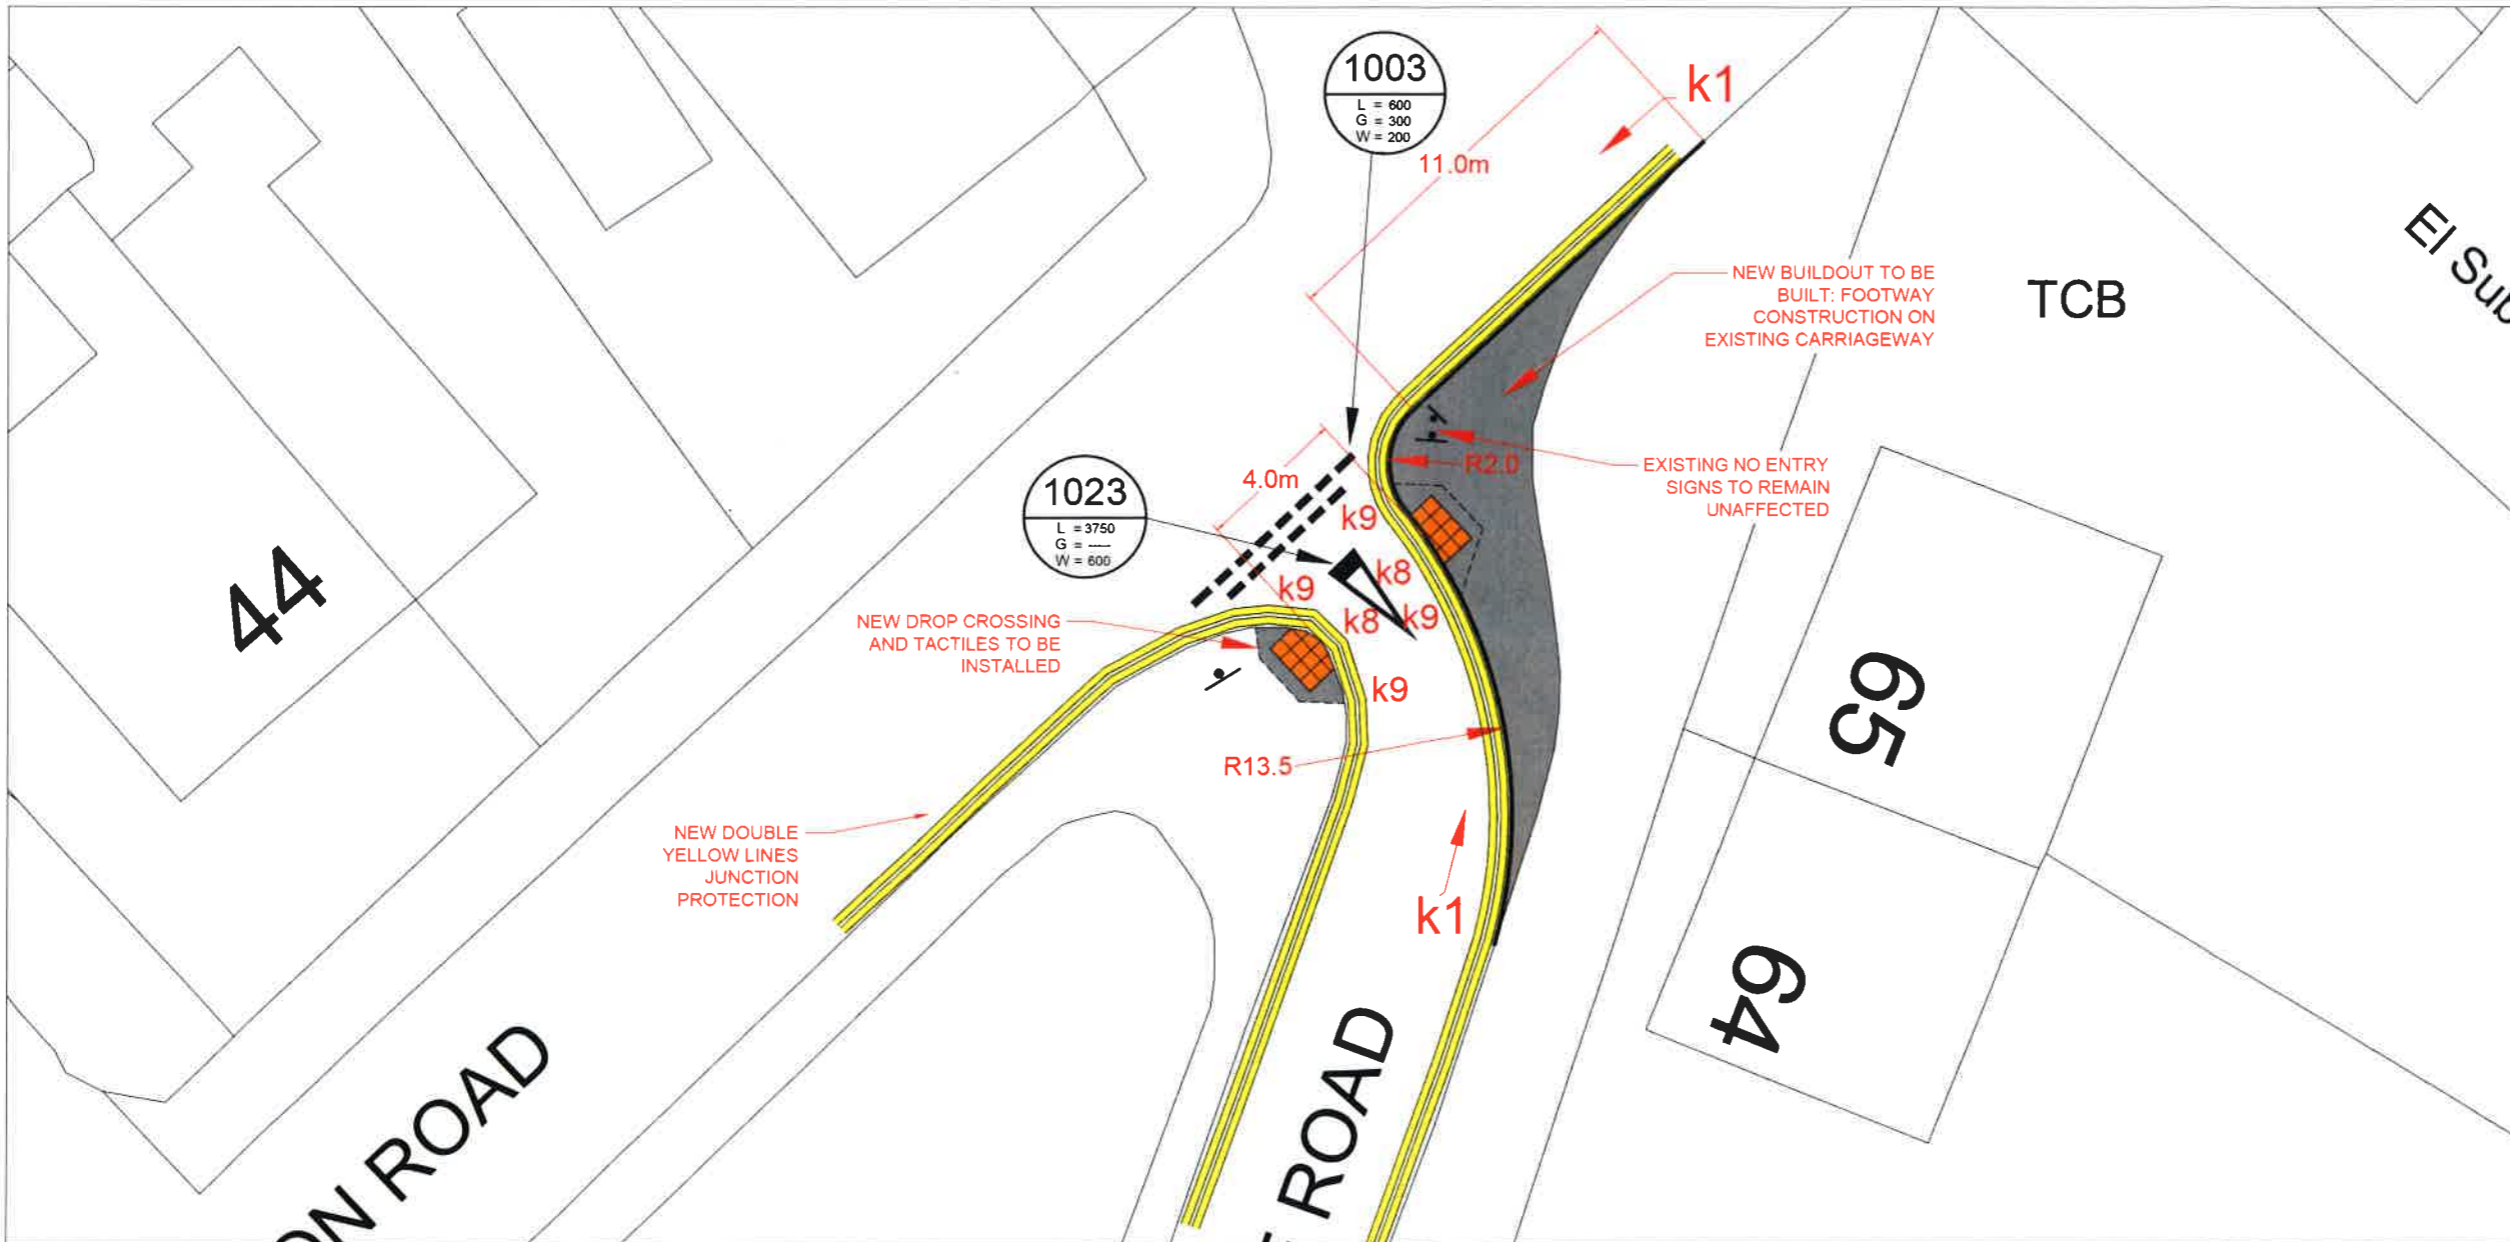 1003
L = 600
G = 300
W = 200
k1
11.0m
NEW BUILDOUT TO BE
BUILT: FOOTWAY
CONSTRUCTION ON
EXISTING CARRIAGEWAY
TCB
El Sub
R2.0
EXISTING NO ENTRY
SIGNS TO REMAIN
UNAFFECTED
4.0m
1023
L = 3750
G = -----
W = 600
k9
k8
k9
k8
k9
k9
44
NEW DROP CROSSING
AND TACTILES TO BE
INSTALLED
65
R13.5
NEW DOUBLE
YELLOW LINES
JUNCTION
PROTECTION
k1
64
ON ROAD
ROAD